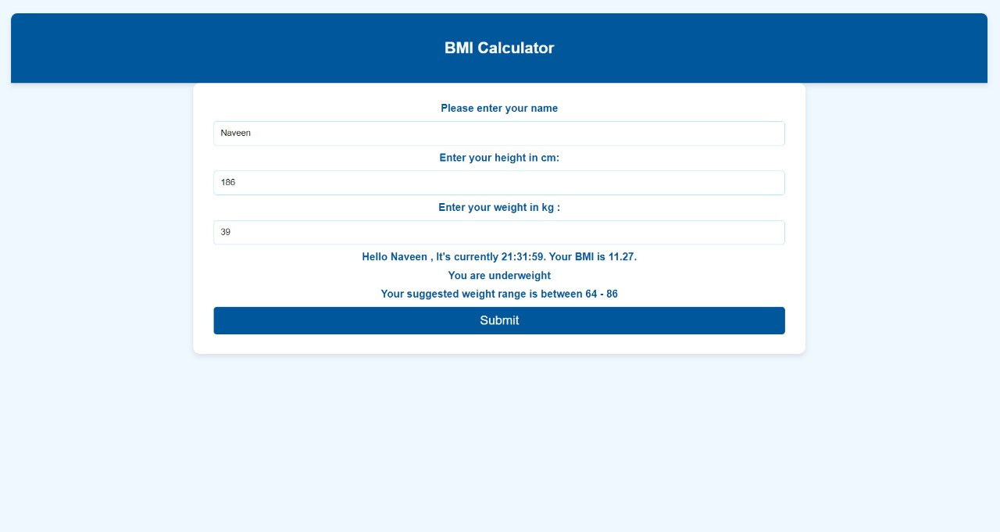 BMI Calculator
Please enter your name
Naveen
Enter your height in cm:
186
Enter your weight in kg :
39
Hello Naveen , It's currently 21:31:59. Your BMI is 11.27.
You are underweight
Your suggested weight range is between 64 - 86
Submit